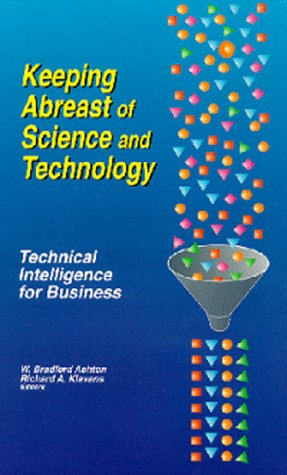 Keeping
Abreast of
Science and
Technology
Technical
Intelligence
for Business
W. Bradford Ashton
Richard A. Klavans
Editors